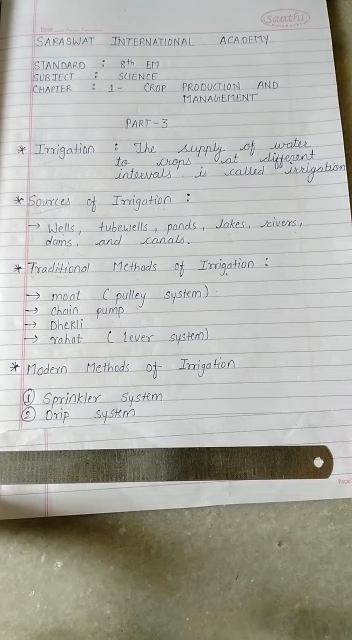 Saathi
SARASWAT INTERNATIONAL ACADEMY
STANDARD : 8th EM
SUBJECT : SCIENCE
CHAPTER : 1- CROP PRODUCTION AND
MANAGEMENT
PART-3
* Irrigation : The supply of water
to crops at different
intervals is called irrigation
* Sources of Irrigation :
→ Wells, tubewells, ponds, lakes, rivers,
dams, and canals.
* Traditional Methods of Irrigation :
→ moat (pulley system)
→ chain pump
→ Dhekli
→ rahat (Lever system)
* Modern Methods of Irrigation
① Sprinkler System
② Drip System